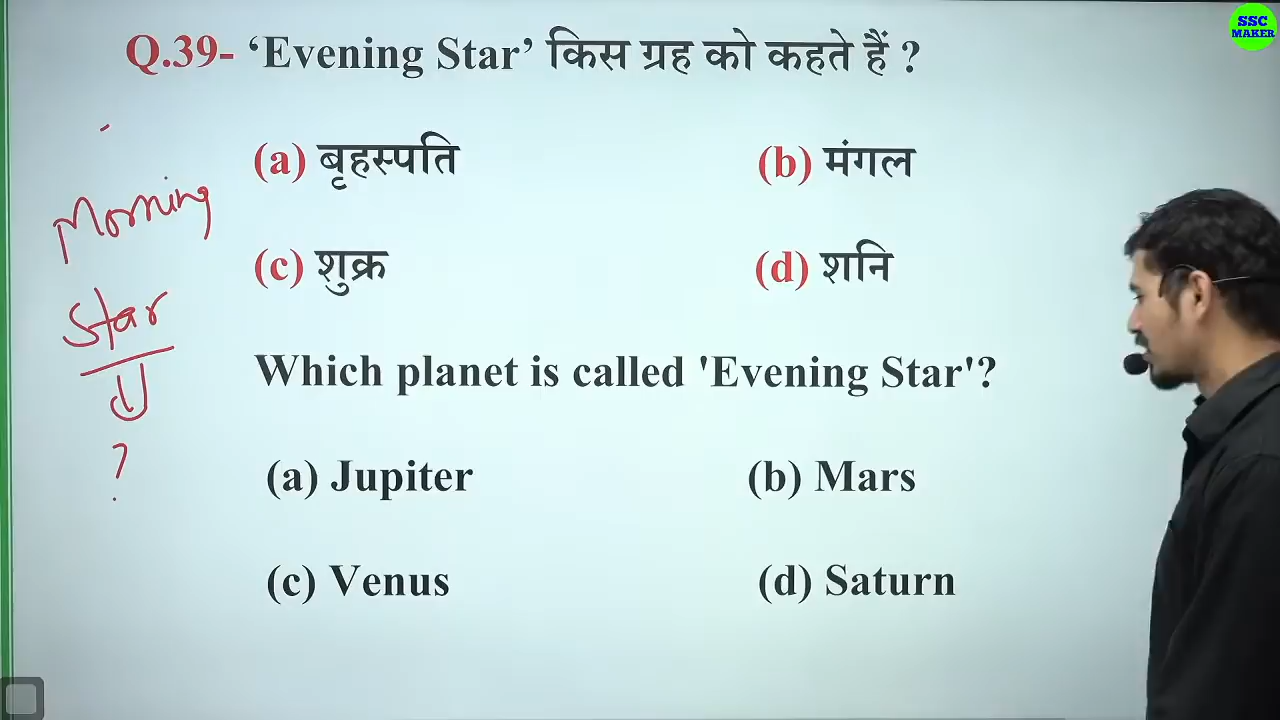 SSC
MAKER
Q.39- ‘Evening Star’ किस ग्रह को कहते हैं ?
(a) बृहस्पति (b) मंगल
(c) शुक्र (d) शनि
Morning
Star
?
Which planet is called 'Evening Star'?
(a) Jupiter (b) Mars
(c) Venus (d) Saturn